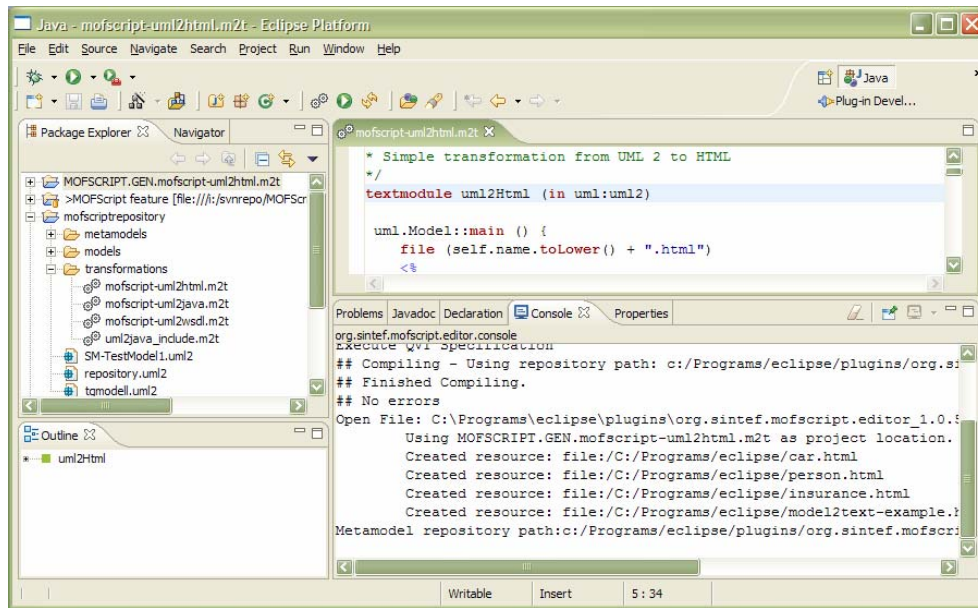 Java - mofscript-uml2html.m2t - Eclipse Platform
File Edit Source Navigate Search Project Run Window Help
Java
Plug-in Devel...
Package Explorer Navigator
MOFSCRIPT.GEN.mofscript-uml2html.m2t
>MOFScript feature [file:///i:/svnrepo/MOFScr
mofscriptrepository
metamodels
models
transformations
mofscript-uml2html.m2t
mofscript-uml2java.m2t
mofscript-uml2wsdl.m2t
uml2java_include.m2t
SM-TestModel1.uml2
repository.uml2
tgmodell.uml2
Outline
uml2Html
mofscript-uml2html.m2t
* Simple transformation from UML 2 to HTML
*/
textmodule uml2Html (in uml:uml2)
uml.Model::main () {
file (self.name.toLower() + ".html")
<%
Problems Javadoc Declaration Console Properties
org.sintef.mofscript.editor.console
Execute QVT Specification
## Compiling - Using repository path: c:/Programs/eclipse/plugins/org.si
## Finished Compiling.
## No errors
Open File: C:\Programs\eclipse\plugins\org.sintef.mofscript.editor_1.0.5
Using MOFSCRIPT.GEN.mofscript-uml2html.m2t as project location.
Created resource: file:/C:/Programs/eclipse/car.html
Created resource: file:/C:/Programs/eclipse/person.html
Created resource: file:/C:/Programs/eclipse/insurance.html
Created resource: file:/C:/Programs/eclipse/model2text-example.h
Metamodel repository path:c:/Programs/eclipse/plugins/org.sintef.mofscri
Writable Insert 5 : 34